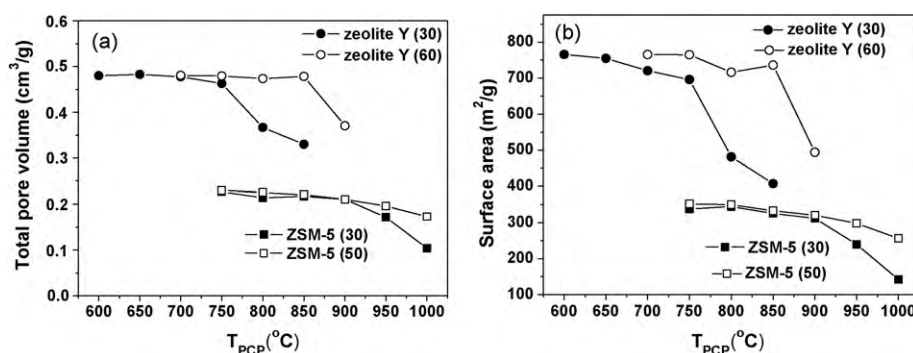 (a)
zeolite Y (30)
zeolite Y (60)
ZSM-5 (30)
ZSM-5 (50)
Total pore volume (cm³/g)
0.6
0.5
0.4
0.3
0.2
0.1
0.0
600 650 700 750 800 850 900 950 1000
T_PCP(°C)
(b)
zeolite Y (30)
zeolite Y (60)
ZSM-5 (30)
ZSM-5 (50)
Surface area (m²/g)
900
800
700
600
500
400
300
200
100
600 650 700 750 800 850 900 950 1000
T_PCP(°C)